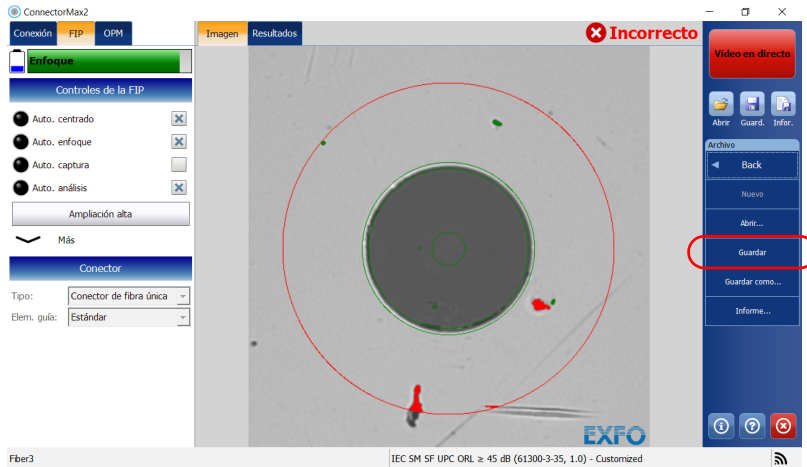 ConnectorMax2
Conexión FIP OPM
Imagen Resultados
Incorrecto
Enfoque
Controles de la FIP
Auto. centrado
Auto. enfoque
Auto. captura
Auto. análisis
Ampliación alta
Más
Conector
Tipo: Conector de fibra única
Elem. guía: Estándar
EXFO
Vídeo en directo
Abrir Guard. Infor.
Archivo
Back
Nuevo
Abrir...
Guardar
Guardar como...
Informe...
Fiber3
IEC SM SF UPC ORL ≥ 45 dB (61300-3-35, 1.0) - Customized